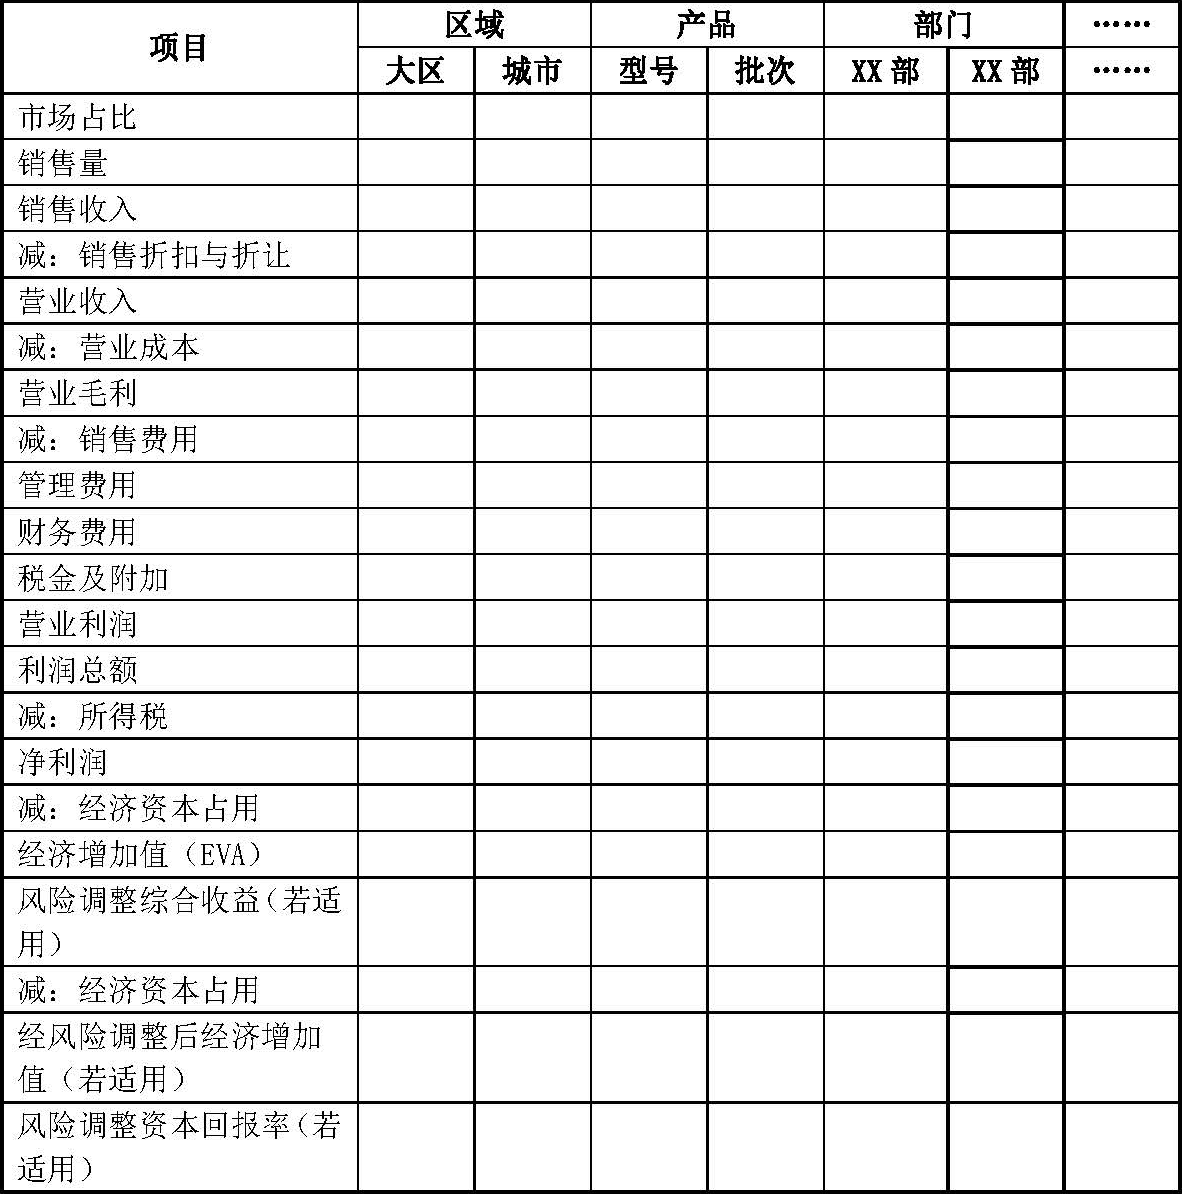 项目 区域 产品 部门 ……
大区 城市 型号 批次 XX 部 XX 部 ……
市场占比
销售量
销售收入
减：销售折扣与折让
营业收入
减：营业成本
营业毛利
减：销售费用
管理费用
财务费用
税金及附加
营业利润
利润总额
减：所得税
净利润
减：经济资本占用
经济增加值（EVA）
风险调整综合收益（若适
用）
减：经济资本占用
经风险调整后经济增加
值（若适用）
风险调整资本回报率（若
适用）